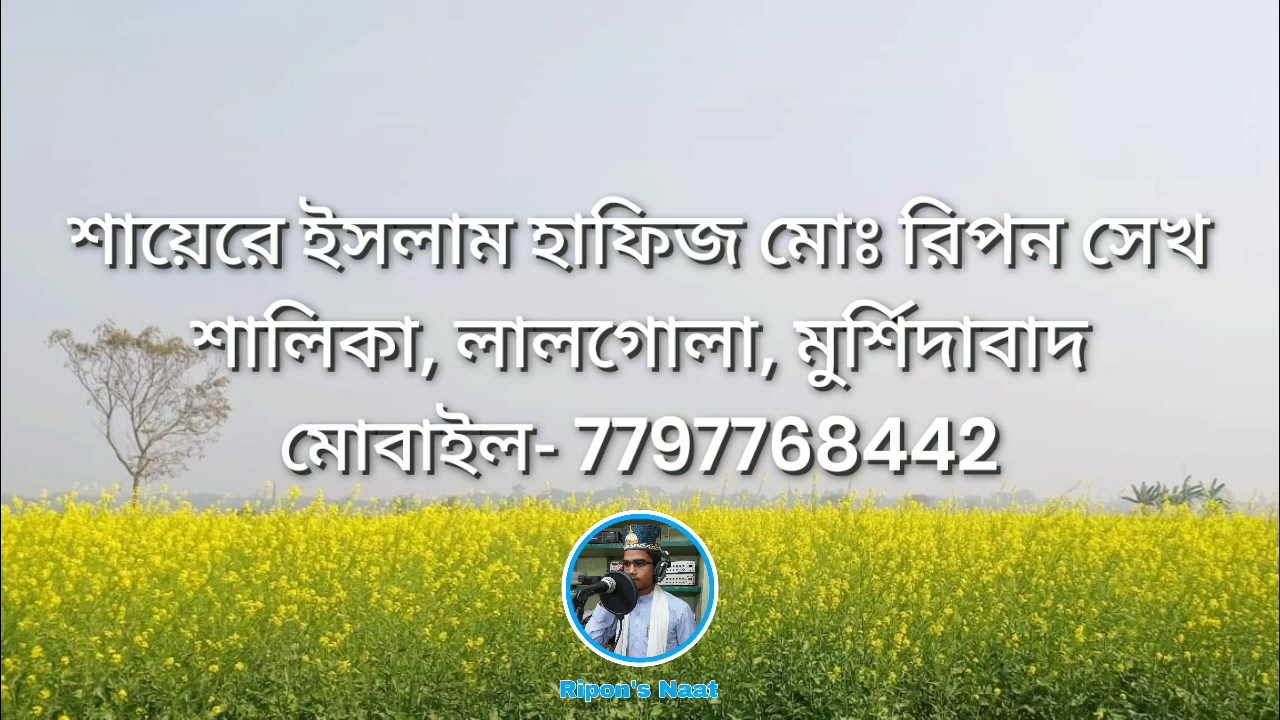 শায়েরে ইসলাম হাফিজ মোঃ রিপন সেখ
শালিকা, লালগোলা, মুর্শিদাবাদ
মোবাইল- 7797768442
Ripon's Naat